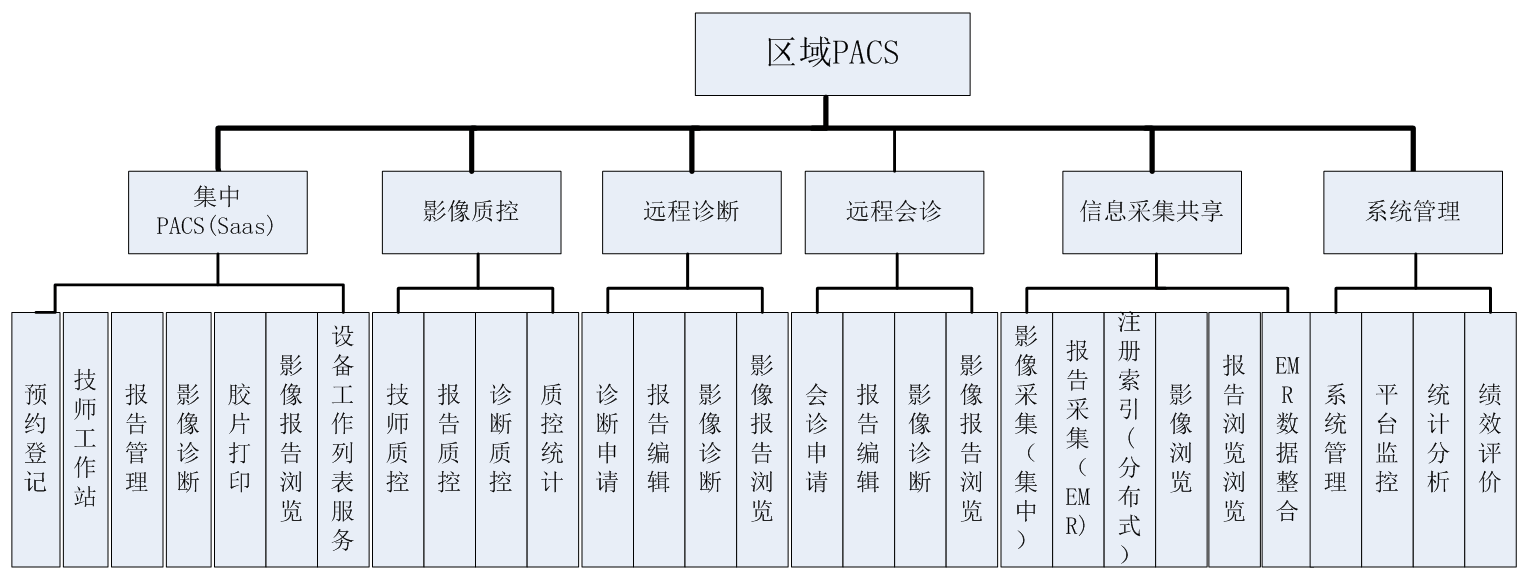 区域PACS
集中
PACS(Saas)
影像质控
远程诊断
远程会诊
信息采集共享
系统管理
预约登记
技师工作站
报告管理
影像诊断
胶片打印
影像报告浏览
设备工作列表服务
技师质控
报告质控
诊断质控
质控统计
诊断申请
报告编辑
影像诊断
影像报告浏览
会诊申请
报告编辑
影像诊断
影像报告浏览
影像采集(集中)
报告采集(EMR)
注册索引(分布式)
影像浏览
报告浏览浏览
EMR数据整合
系统管理
平台监控
统计分析
绩效评价